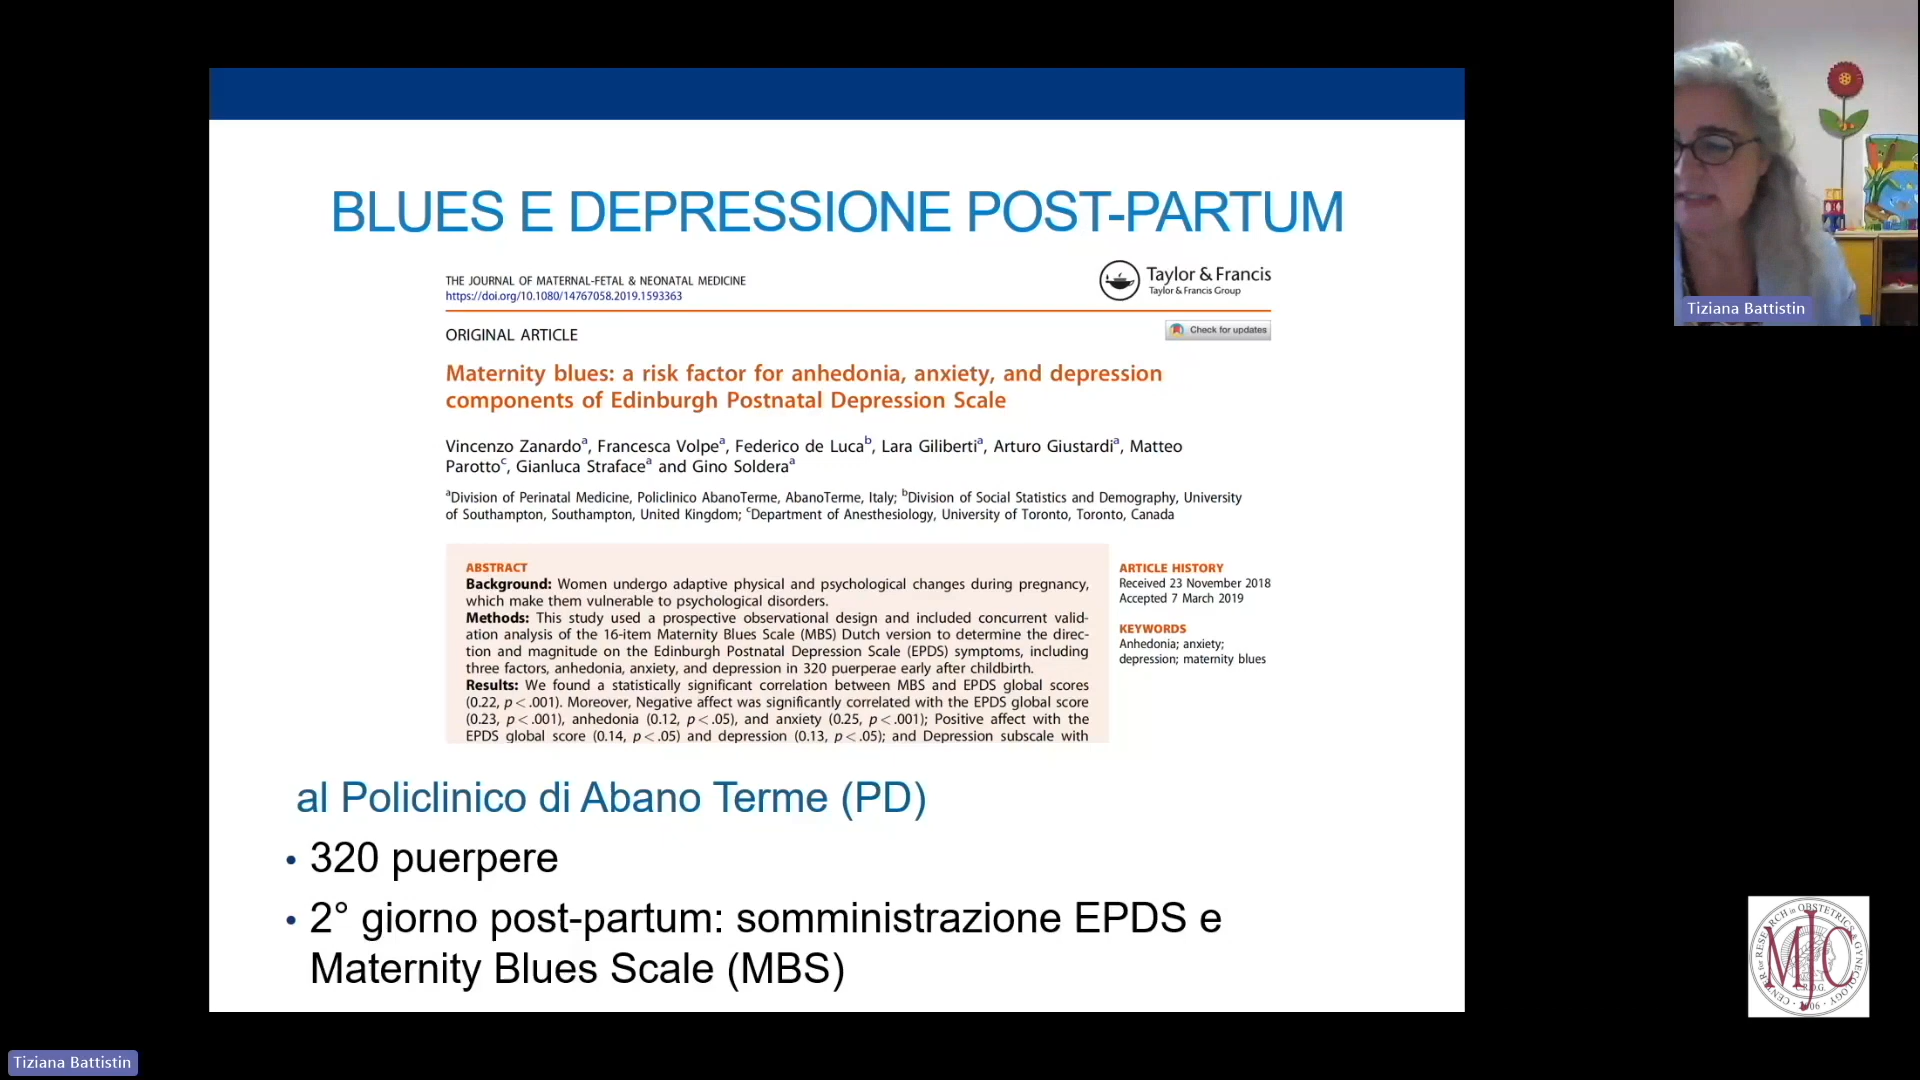 BLUES E DEPRESSIONE POST-PARTUM
THE JOURNAL OF MATERNAL-FETAL & NEONATAL MEDICINE
https://doi.org/10.1080/14767058.2019.1593363
Taylor & Francis
Taylor & Francis Group
ORIGINAL ARTICLE
Check for updates
Maternity blues: a risk factor for anhedonia, anxiety, and depression
components of Edinburgh Postnatal Depression Scale
Vincenzo Zanardoa, Francesca Volpea, Federico de Lucab, Lara Gilibertia, Arturo Giustardia, Matteo
Parottoc, Gianluca Strafacea and Gino Solderaa
aDivision of Perinatal Medicine, Policlinico AbanoTerme, AbanoTerme, Italy; bDivision of Social Statistics and Demography, University
of Southampton, Southampton, United Kingdom; cDepartment of Anesthesiology, University of Toronto, Toronto, Canada
ABSTRACT
Background: Women undergo adaptive physical and psychological changes during pregnancy,
which make them vulnerable to psychological disorders.
Methods: This study used a prospective observational design and included concurrent valid-
ation analysis of the 16-item Maternity Blues Scale (MBS) Dutch version to determine the direc-
tion and magnitude on the Edinburgh Postnatal Depression Scale (EPDS) symptoms, including
three factors, anhedonia, anxiety, and depression in 320 puerperae early after childbirth.
Results: We found a statistically significant correlation between MBS and EPDS global scores
(0.22, p < .001). Moreover, Negative affect was significantly correlated with the EPDS global score
(0.23, p < .001), anhedonia (0.12, p < .05), and anxiety (0.25, p < .001); Positive affect with the
EPDS global score (0.14, p < .05) and depression (0.13, p < .05); and Depression subscale with
ARTICLE HISTORY
Received 23 November 2018
Accepted 7 March 2019
KEYWORDS
Anhedonia; anxiety;
depression; maternity blues
al Policlinico di Abano Terme (PD)
• 320 puerpere
• 2° giorno post-partum: somministrazione EPDS e
Maternity Blues Scale (MBS)
Tiziana Battistin
CENTER for RESEARCH in OBSTETRICS & GYNECOLOGY
MJC
C.R.O.G.
Tiziana Battistin